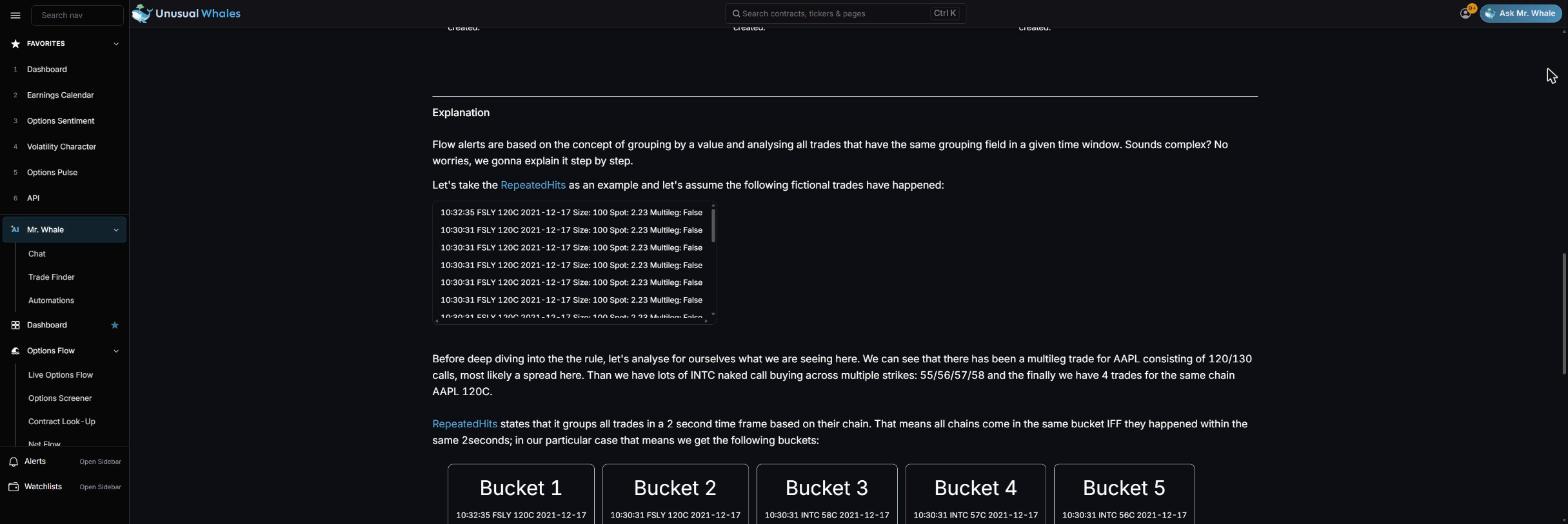 Search nav
Unusual Whales
Search contracts, tickers & pages
Ctrl K
9+
Ask Mr. Whale
FAVORITES
1 Dashboard
2 Earnings Calendar
3 Options Sentiment
4 Volatility Character
5 Options Pulse
6 API
AI Mr. Whale
Chat
Trade Finder
Automations
Dashboard
Options Flow
Live Options Flow
Options Screener
Contract Look-Up
Net Flow
Alerts Open Sidebar
Watchlists Open Sidebar
created. created. created.
Explanation
Flow alerts are based on the concept of grouping by a value and analysing all trades that have the same grouping field in a given time window. Sounds complex? No
worries, we gonna explain it step by step.
Let's take the RepeatedHits as an example and let's assume the following fictional trades have happened:
10:32:35 FSLY 120C 2021-12-17 Size: 100 Spot: 2.23 Multileg: False
10:30:31 FSLY 120C 2021-12-17 Size: 100 Spot: 2.23 Multileg: False
10:30:31 FSLY 120C 2021-12-17 Size: 100 Spot: 2.23 Multileg: False
10:30:31 FSLY 120C 2021-12-17 Size: 100 Spot: 2.23 Multileg: False
10:30:31 FSLY 120C 2021-12-17 Size: 100 Spot: 2.23 Multileg: False
10:30:31 FSLY 120C 2021-12-17 Size: 100 Spot: 2.23 Multileg: False
10:30:31 FSLY 120C 2021-12-17 Size: 100 Spot: 2.23 Multileg: False
Before deep diving into the the rule, let's analyse for ourselves what we are seeing here. We can see that there has been a multileg trade for AAPL consisting of 120/130
calls, most likely a spread here. Than we have lots of INTC naked call buying across multiple strikes: 55/56/57/58 and the finally we have 4 trades for the same chain
AAPL 120C.
RepeatedHits states that it groups all trades in a 2 second time frame based on their chain. That means all chains come in the same bucket IFF they happened within the
same 2seconds; in our particular case that means we get the following buckets:
Bucket 1
10:32:35 FSLY 120C 2021-12-17
Bucket 2
10:30:31 FSLY 120C 2021-12-17
Bucket 3
10:30:31 INTC 58C 2021-12-17
Bucket 4
10:30:31 INTC 57C 2021-12-17
Bucket 5
10:30:31 INTC 56C 2021-12-17